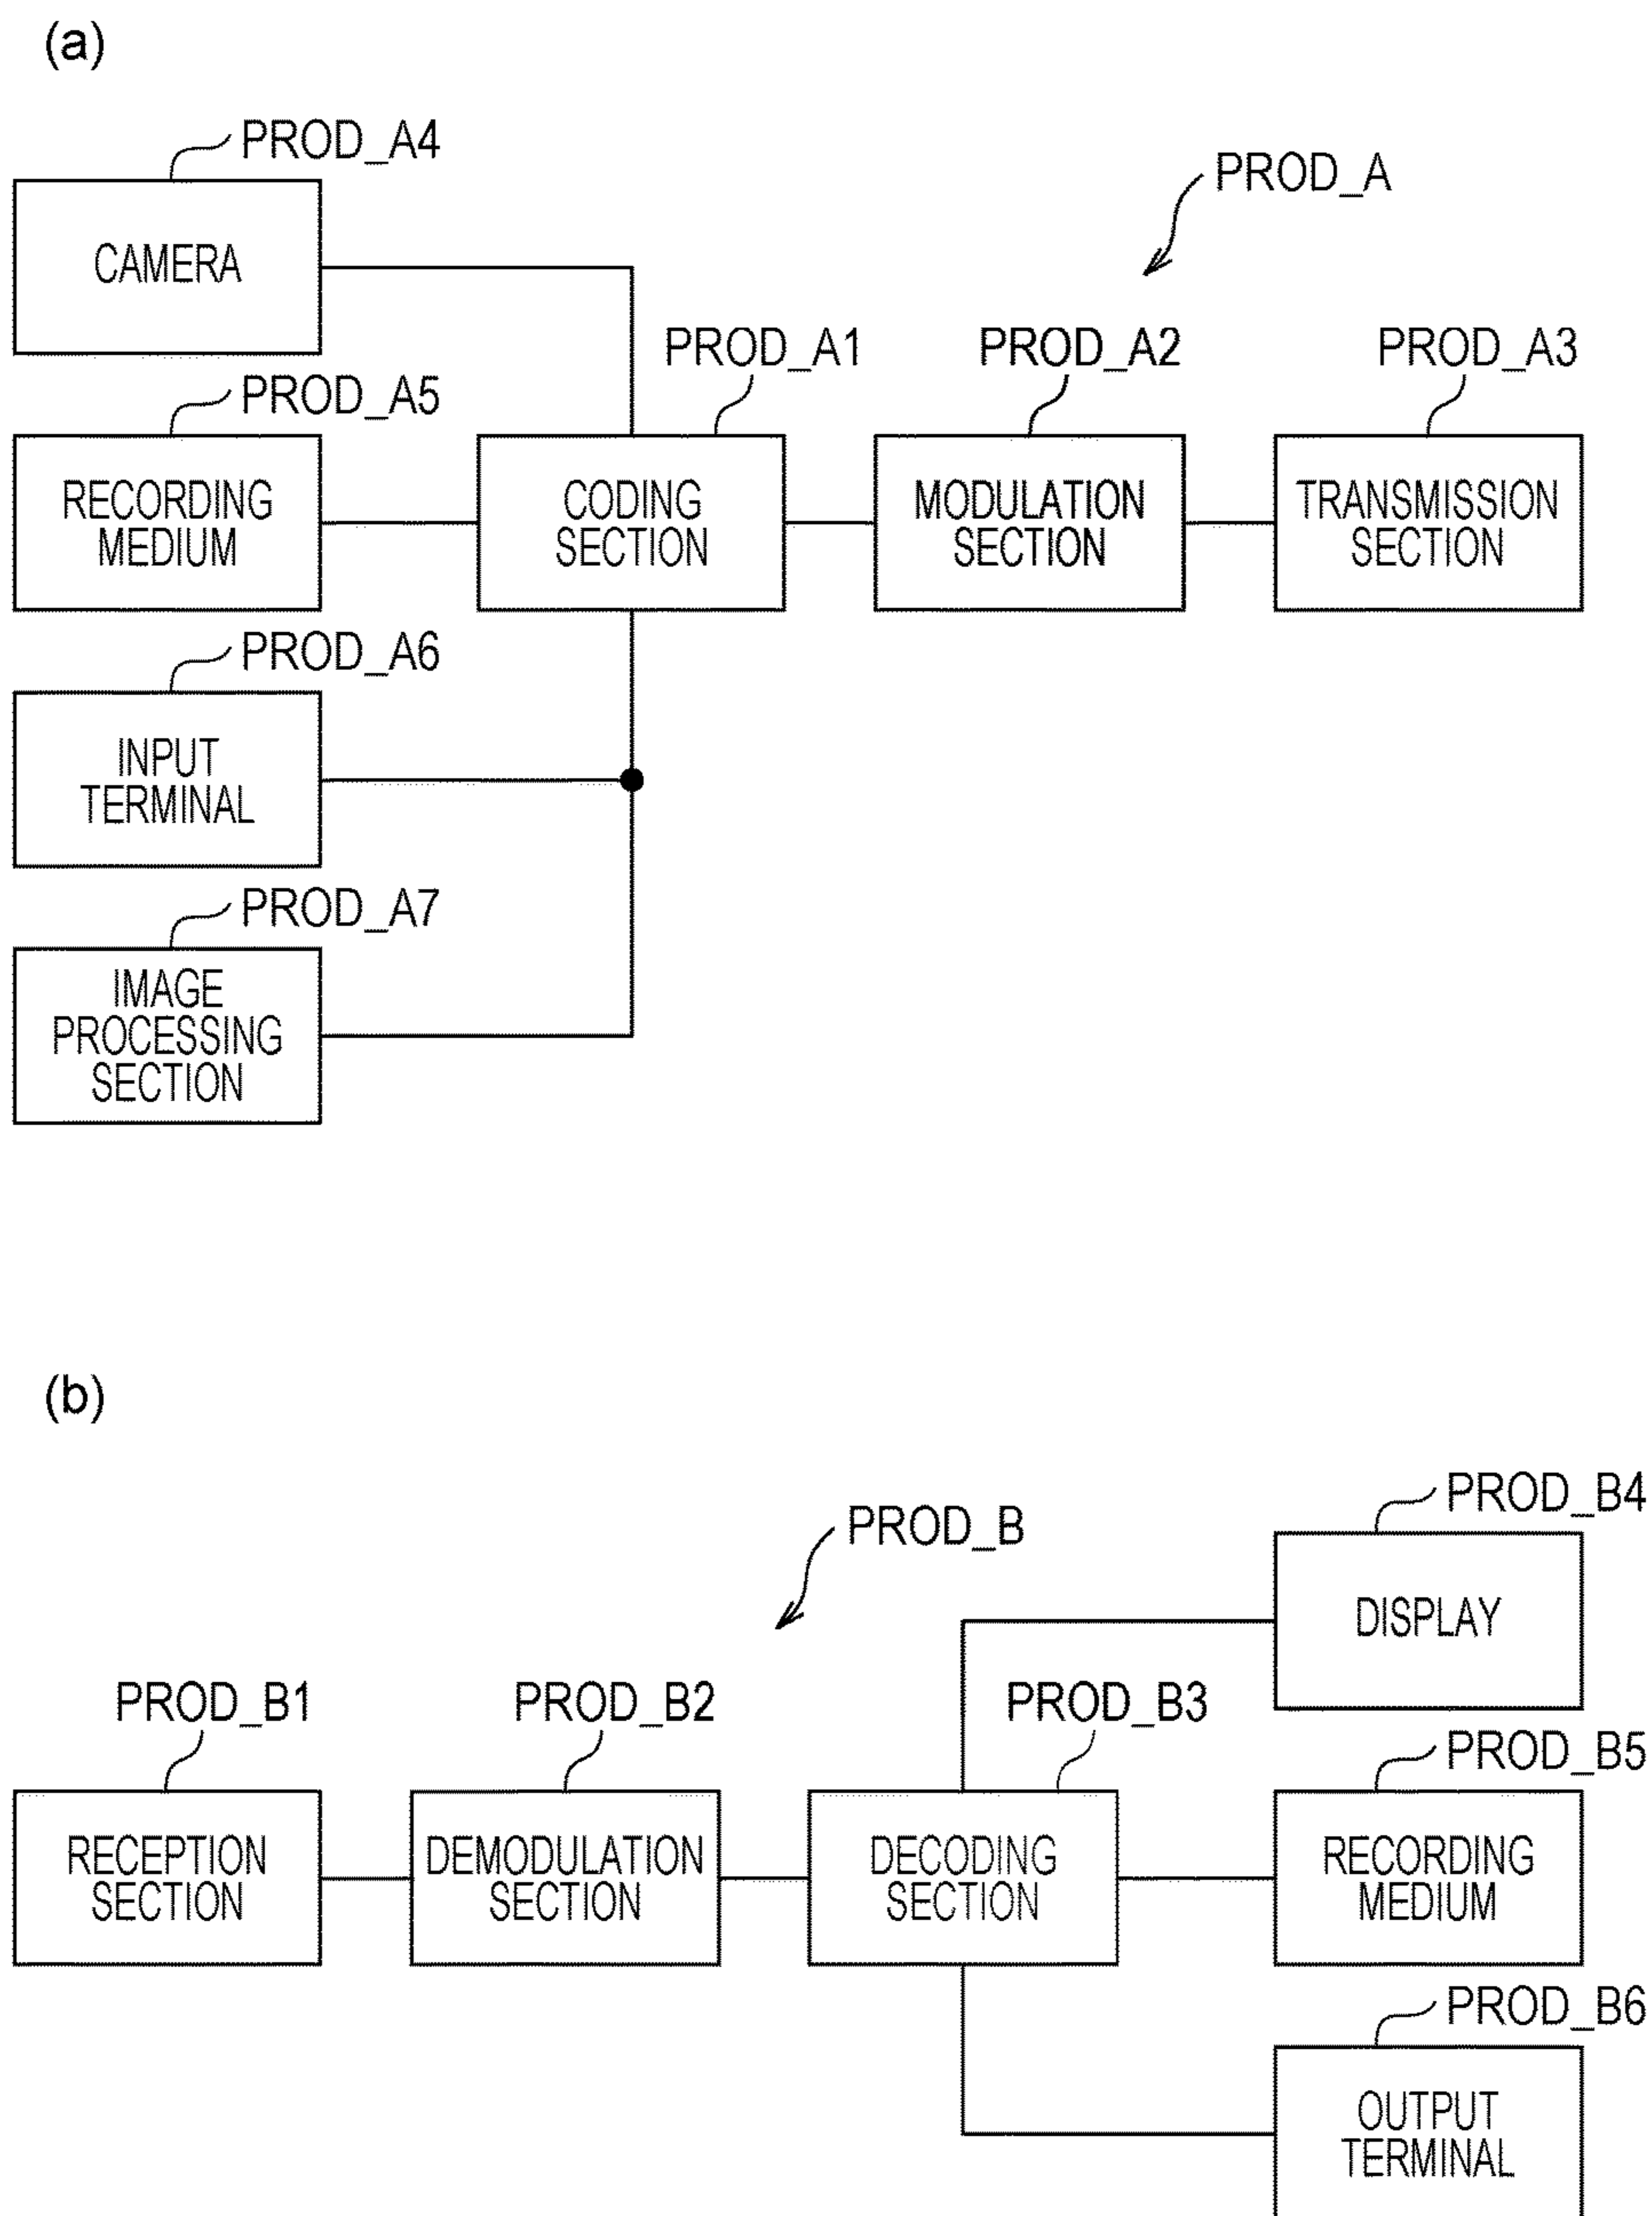 (a)
PROD_A4
CAMERA
PROD_A
PROD_A1
PROD_A2
PROD_A3
PROD_A5
RECORDING
MEDIUM
CODING
SECTION
MODULATION
SECTION
TRANSMISSION
SECTION
PROD_A6
INPUT
TERMINAL
PROD_A7
IMAGE
PROCESSING
SECTION
(b)
PROD_B4
DISPLAY
PROD_B
PROD_B1
PROD_B2
PROD_B3
PROD_B5
RECEPTION
SECTION
DEMODULATION
SECTION
DECODING
SECTION
RECORDING
MEDIUM
PROD_B6
OUTPUT
TERMINAL